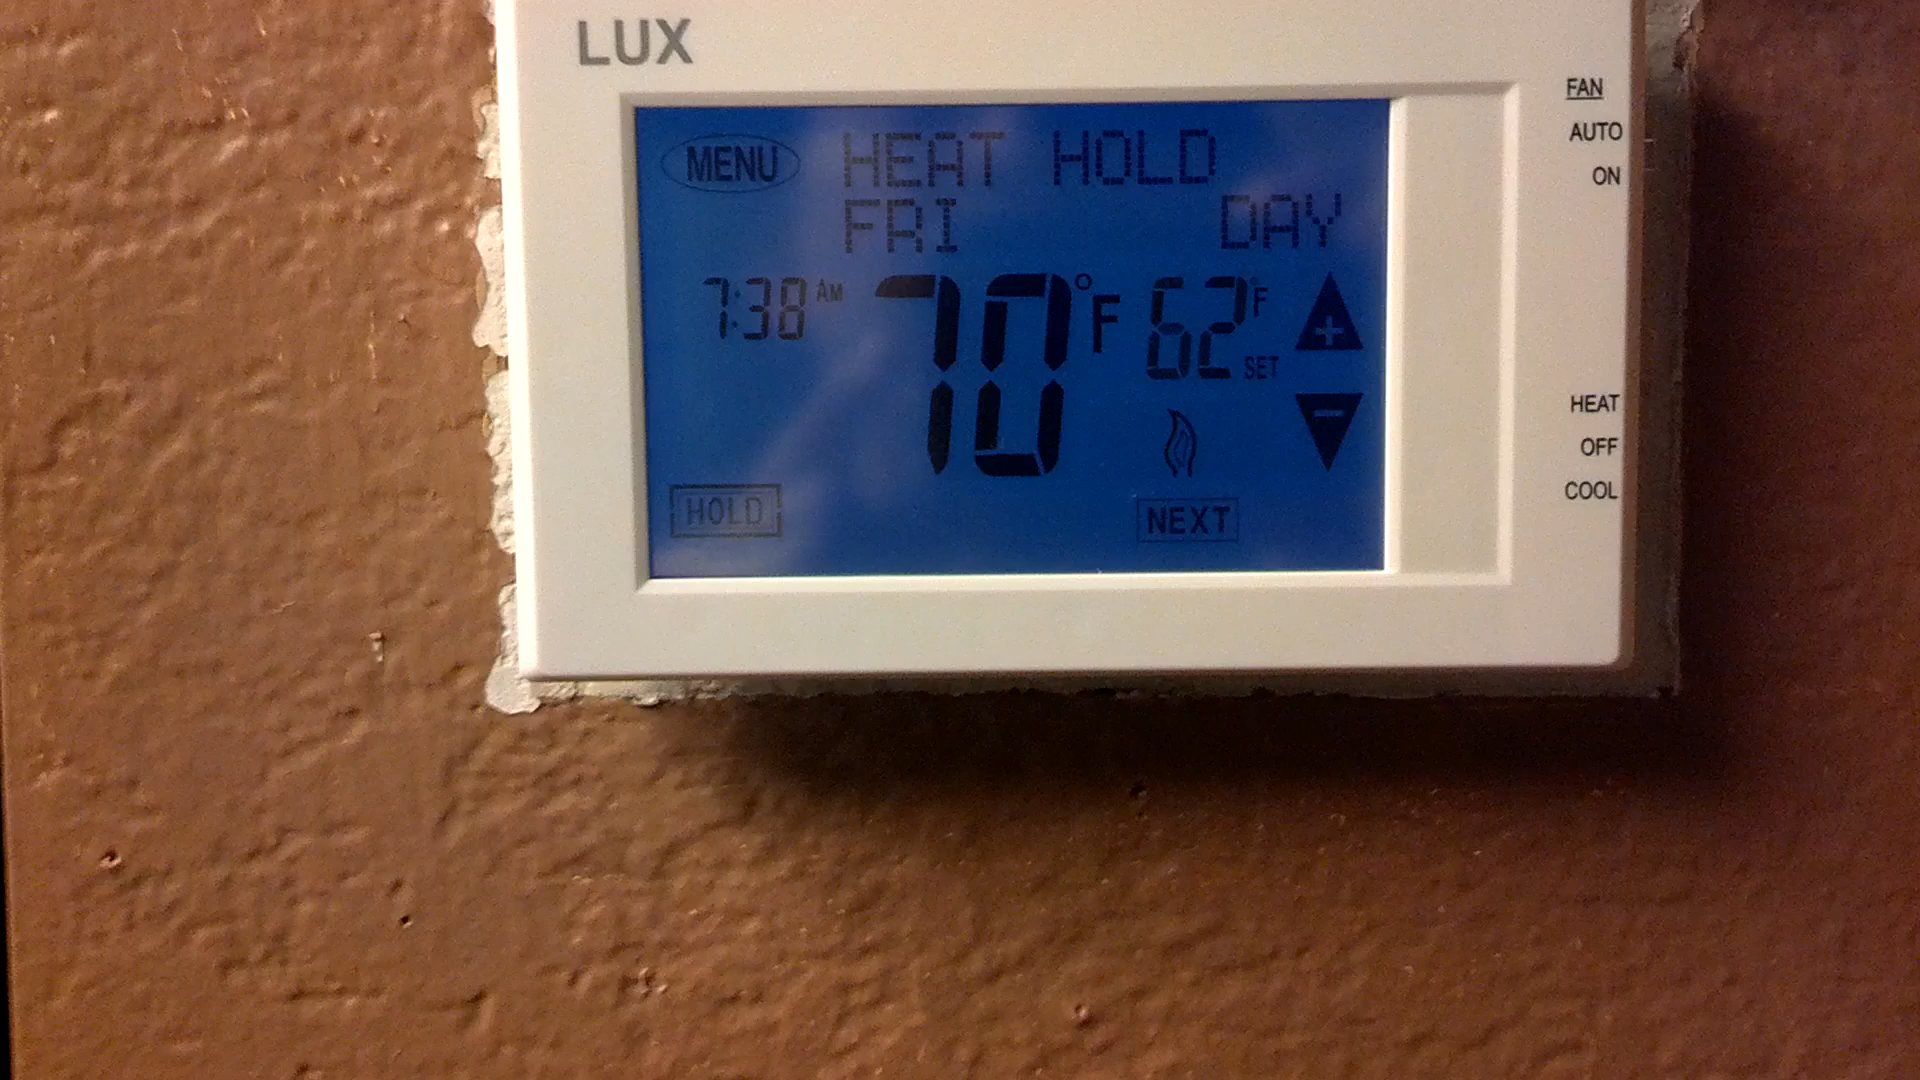 LUX
FAN
AUTO
ON
MENU HEAT HOLD
FRI DAY
7:38 AM 70°F 62°F
SET
+
-
HEAT
OFF
COOL
HOLD NEXT